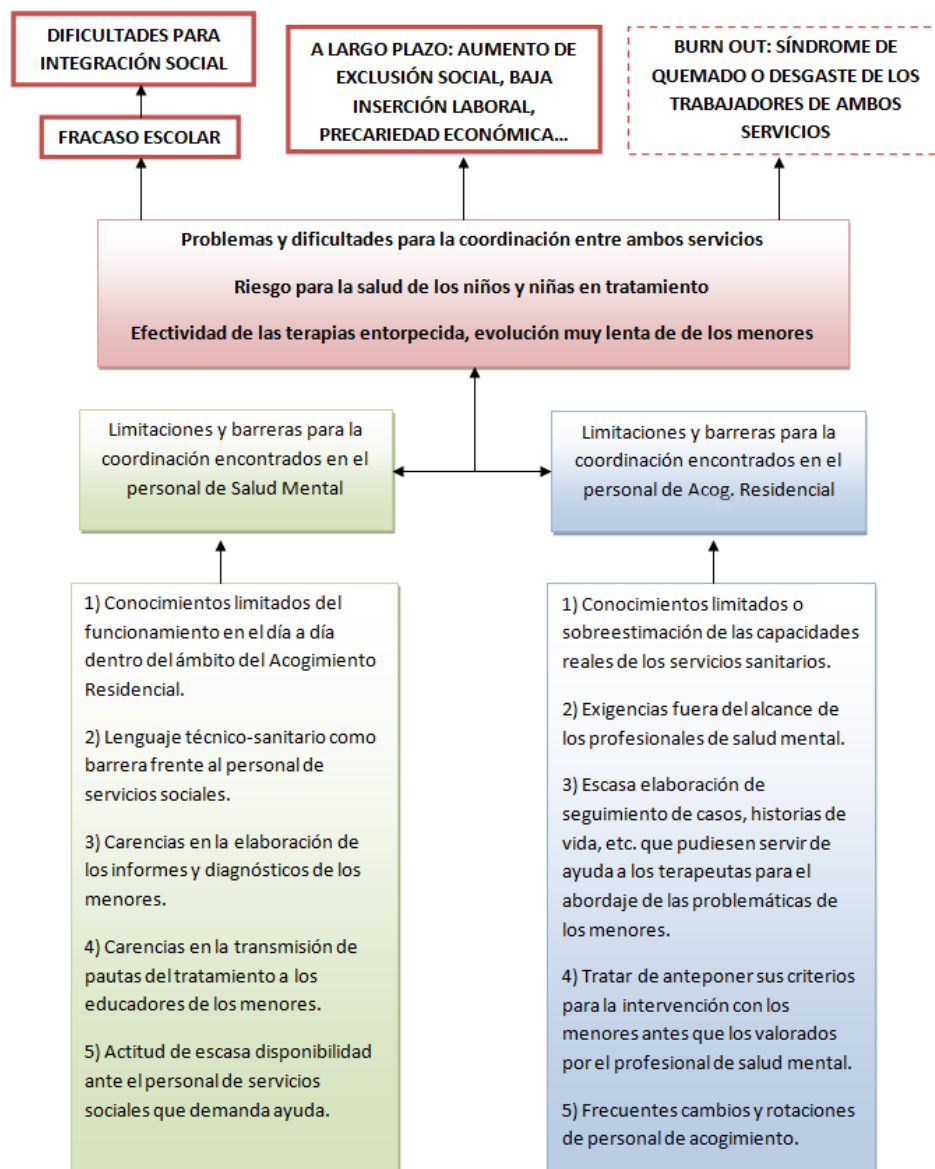 DIFICULTADES PARA
INTEGRACIÓN SOCIAL
FRACASO ESCOLAR
A LARGO PLAZO: AUMENTO DE
EXCLUSIÓN SOCIAL, BAJA
INSERCIÓN LABORAL,
PRECARIEDAD ECONÓMICA...
BURN OUT: SÍNDROME DE
QUEMADO O DESGASTE DE LOS
TRABAJADORES DE AMBOS
SERVICIOS
Problemas y dificultades para la coordinación entre ambos servicios
Riesgo para la salud de los niños y niñas en tratamiento
Efectividad de las terapias entorpecida, evolución muy lenta de de los menores
Limitaciones y barreras para la
coordinación encontrados en el
personal de Salud Mental
Limitaciones y barreras para la
coordinación encontrados en el
personal de Acog. Residencial
1) Conocimientos limitados del
funcionamiento en el día a día
dentro del ámbito del Acogimiento
Residencial.
2) Lenguaje técnico-sanitario como
barrera frente al personal de
servicios sociales.
3) Carencias en la elaboración de
los informes y diagnósticos de los
menores.
4) Carencias en la transmisión de
pautas del tratamiento a los
educadores de los menores.
5) Actitud de escasa disponibilidad
ante el personal de servicios
sociales que demanda ayuda.
1) Conocimientos limitados o
sobreestimación de las capacidades
reales de los servicios sanitarios.
2) Exigencias fuera del alcance de
los profesionales de salud mental.
3) Escasa elaboración de
seguimiento de casos, historias de
vida, etc. que pudiesen servir de
ayuda a los terapeutas para el
abordaje de las problemáticas de
los menores.
4) Tratar de anteponer sus criterios
para la intervención con los
menores antes que los valorados
por el profesional de salud mental.
5) Frecuentes cambios y rotaciones
de personal de acogimiento.